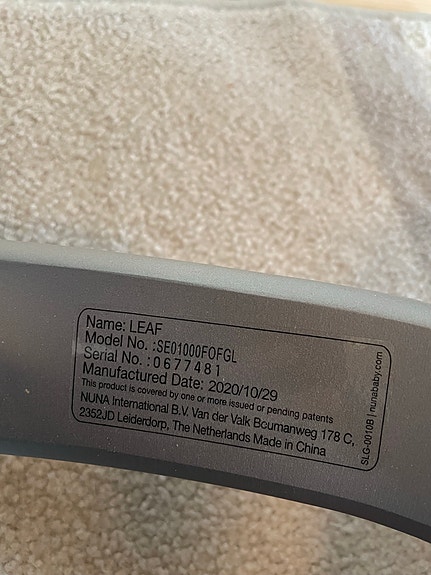 Name: LEAF
Model No. :SE01000FOFGL
Serial No. :0677481
Manufactured Date: 2020/10/29
This product is covered by one or more issued or pending patents
NUNA International B.V. Van der Valk Boumanweg 178 C,
2352JD Leiderdorp, The Netherlands Made in China
SLG-0010B | nunababy.com